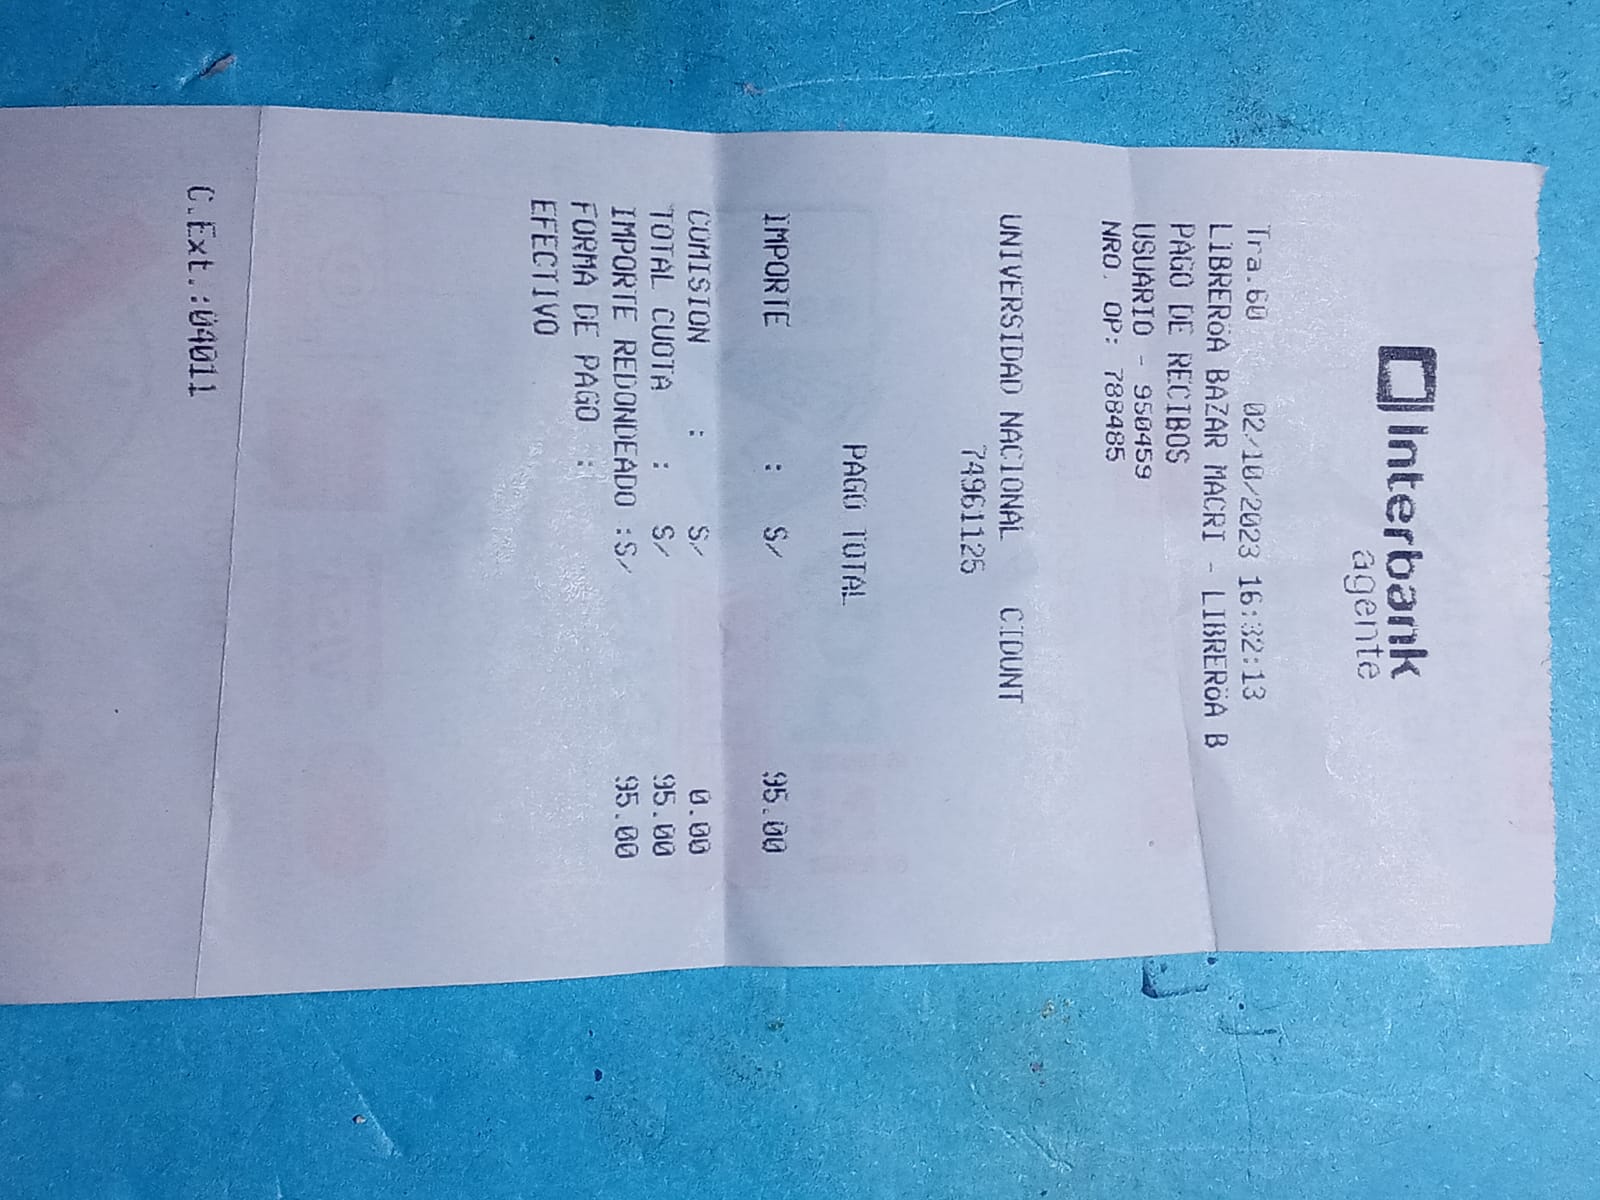 Interbank
agente
Tra.60 02/10/2023 16:32:13
LIBRERöA BAZAR MACRI - LIBRERöA B
PAGO DE RECIBOS
USUARIO - 950459
NRO. OP: 788485
UNIVERSIDAD NACIONAL CIDUNT
74961125
PAGO TOTAL
IMPORTE : S/ 95.00
COMISION : S/ 0.00
TOTAL CUOTA : S/ 95.00
IMPORTE REDONDEADO :S/ 95.00
FORMA DE PAGO :
EFECTIVO
C.Ext.:04011